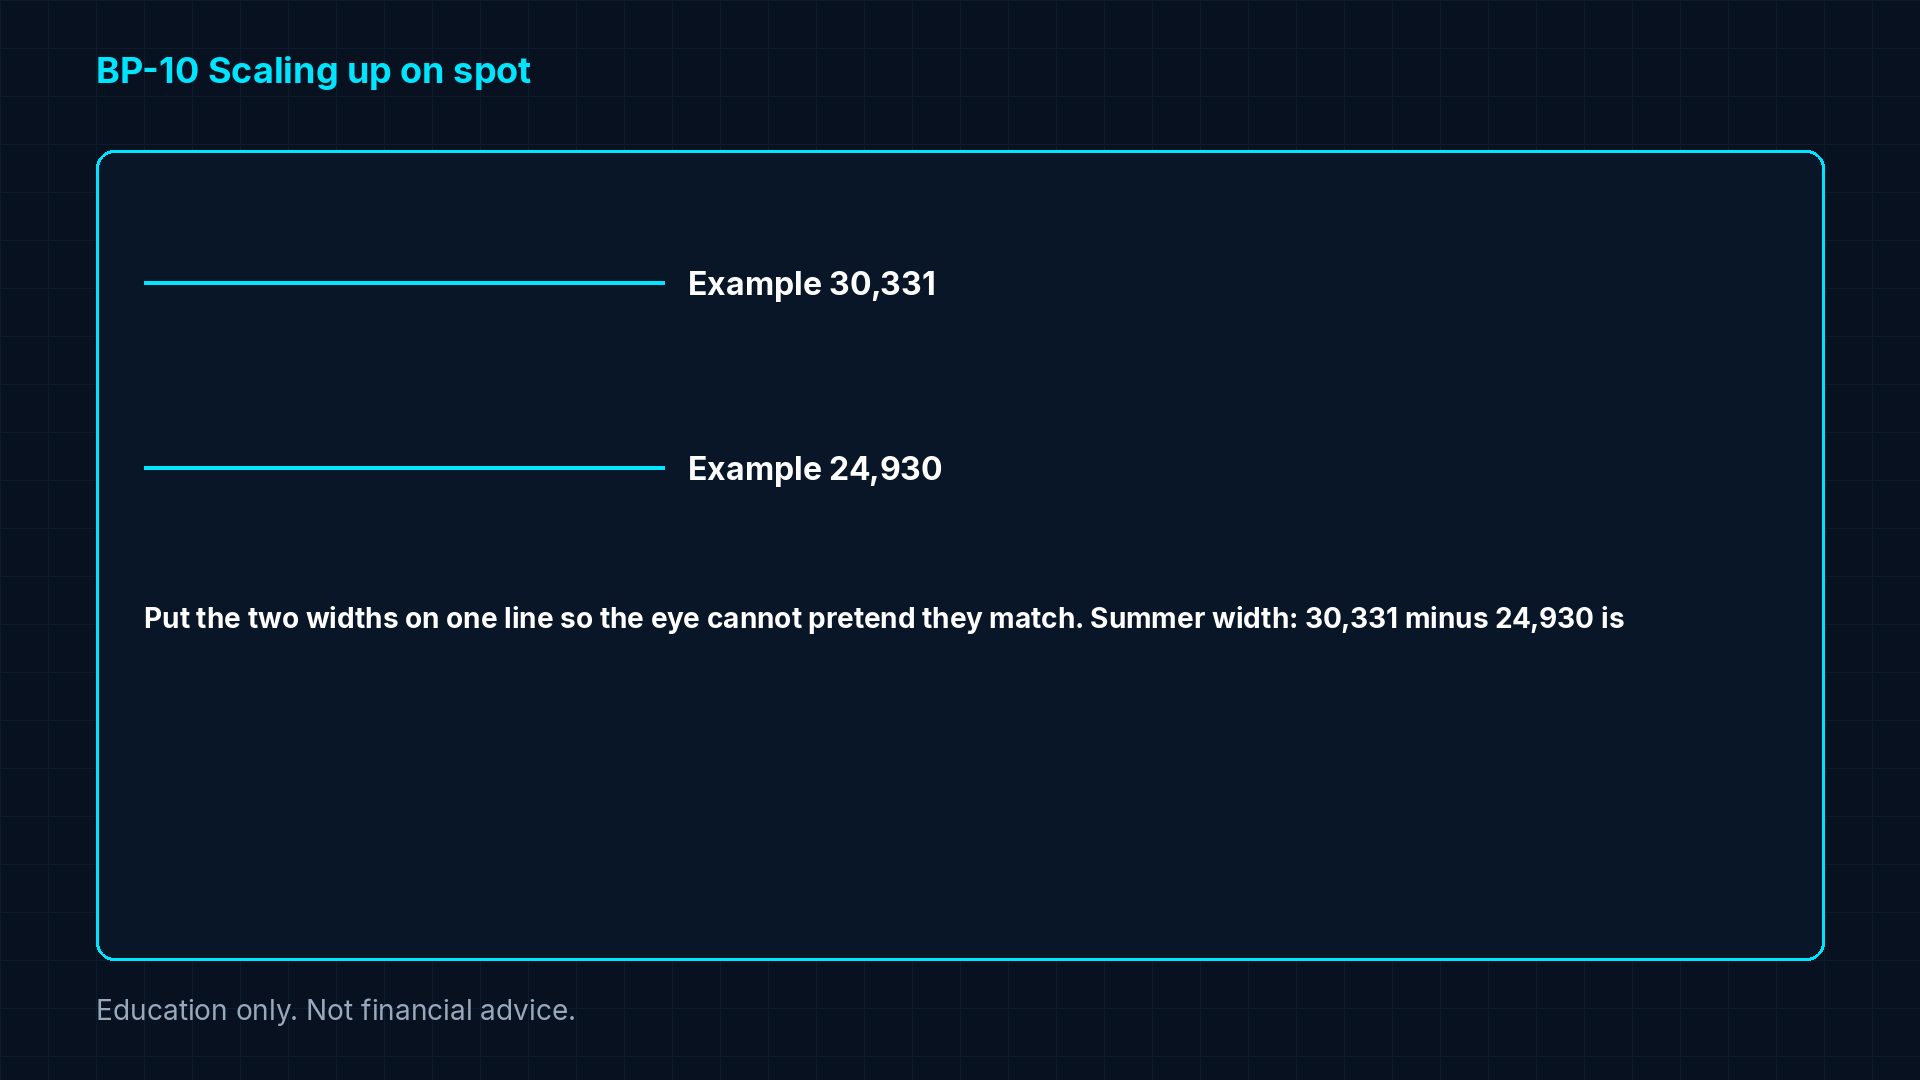 BP-10 Scaling up on spot
Example 30,331
Example 24,930
Put the two widths on one line so the eye cannot pretend they match. Summer width: 30,331 minus 24,930 is
Education only. Not financial advice.